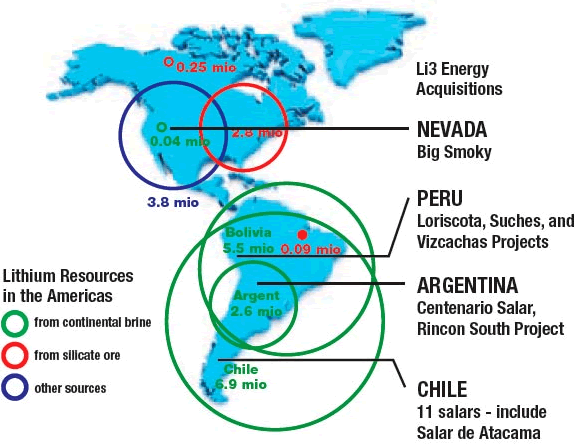 0.25 mio
Li3 Energy
Acquisitions
NEVADA
Big Smoky
0.04 mio
2.8 mio
3.8 mio
PERU
Loriscota, Suches, and
Vizcachas Projects
Bolivia
5.5 mio
0.09 mio
Lithium Resources
in the Americas
from continental brine
from silicate ore
other sources
ARGENTINA
Centenario Salar,
Rincon South Project
Argent
2.6 mio
Chile
6.9 mio
CHILE
11 salars - include
Salar de Atacama